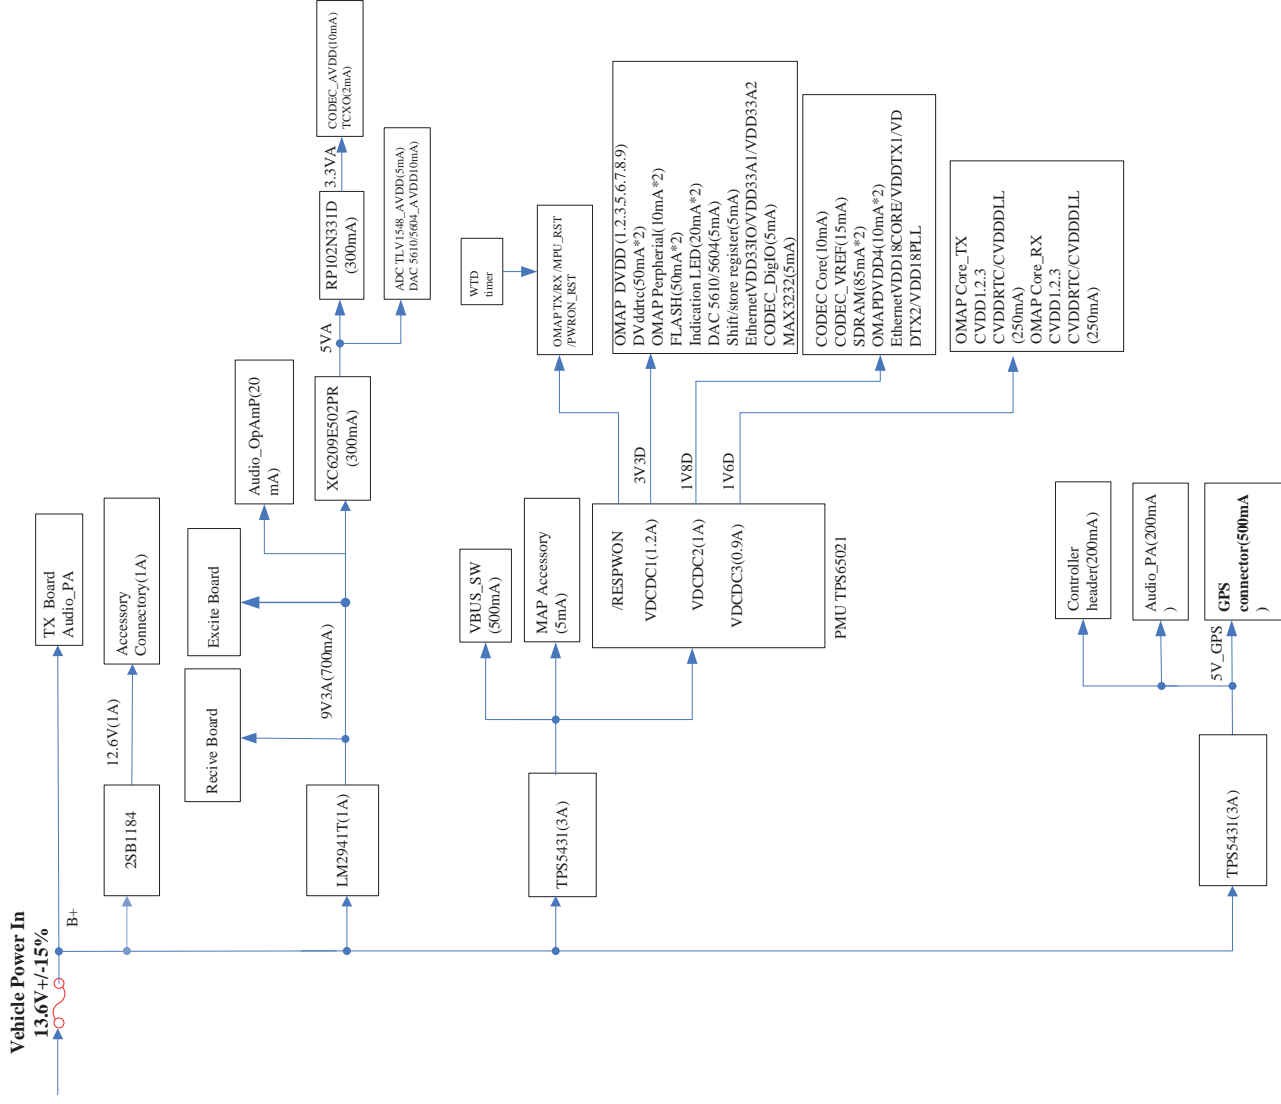 Vehicle Power In
13.6V+/-15%
B+
TX Board
Audio_PA
2SB1184
12.6V(1A)
Accessory
Connectory(1A)
Recive Board
Excite Board
Audio_OpAmP(20
mA)
LM2941T(1A)
9V3A(700mA)
XC6209E502PR
(300mA)
5VA
RP102N331D
(300mA)
3.3VA
CODEC_AVDD(10mA)
TCXO(2mA)
ADC TLV1548_AVDD(5mA)
DAC 5610/5604_AVDD10mA)
TPS5431(3A)
VBUS_SW
(500mA)
MAP Accessory
(5mA)
/RESPWON
VDCDC1(1.2A)
VDCDC2(1A)
VDCDC3(0.9A)
PMU TPS65021
3V3D
1V8D
1V6D
WTD
timer
OMAP TX/RX /MPU_RST
/PWRON_RST
OMAP  DVDD (1.2.3.5.6.7.8.9)
DVddrtc(50mA*2)
OMAP Perpherial(10mA*2)
FLASH(50mA*2)
Indication LED(20mA*2)
DAC 5610/5604(5mA)
Shift/store register(5mA)
EthernetVDD33IO/VDD33A1/VDD33A2
CODEC_DigIO(5mA)
MAX3232(5mA)
CODEC Core(10mA)
CODEC_VREF(15mA)
SDRAM(85mA*2)
OMAPDVDD4(10mA*2)
EthernetVDD18CORE/VDDTX1/VD
DTX2/VDD18PLL
OMAP Core_TX
CVDD1.2.3
CVDDRTC/CVDDDLL
(250mA)
OMAP Core_RX
CVDD1.2.3
CVDDRTC/CVDDDLL
(250mA)
TPS5431(3A)
5V_GPS
Controller
header(200mA)
Audio_PA(200mA
)
GPS
connector(500mA
)